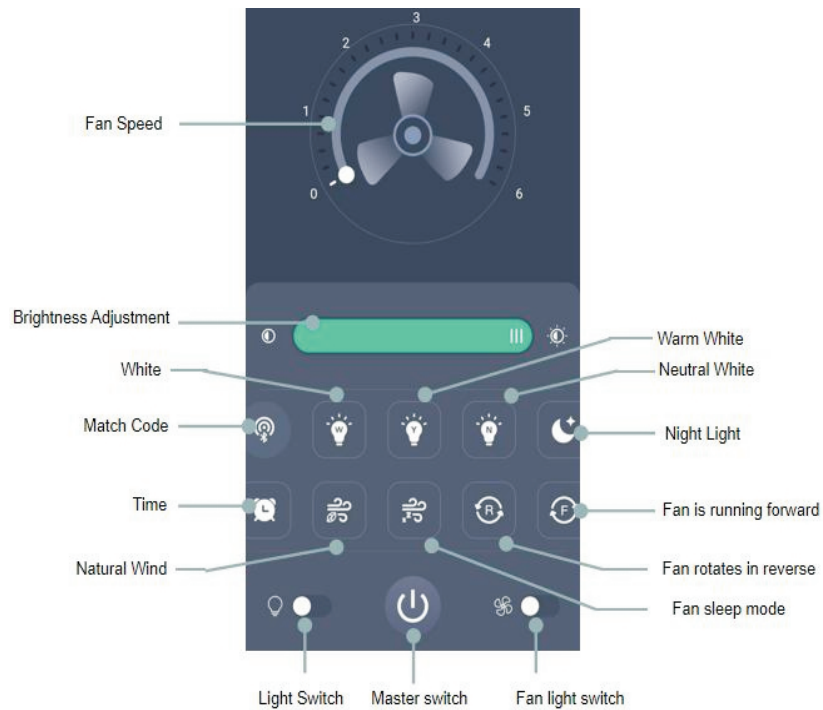 3
2
4
1
5
Fan Speed
0
6
Brightness Adjustment
Warm White
White
Neutral White
Match Code
W
Y
N
Night Light
Time
R
F
Fan is running forward
Natural Wind
Fan rotates in reverse
Fan sleep mode
Light Switch
Master switch
Fan light switch